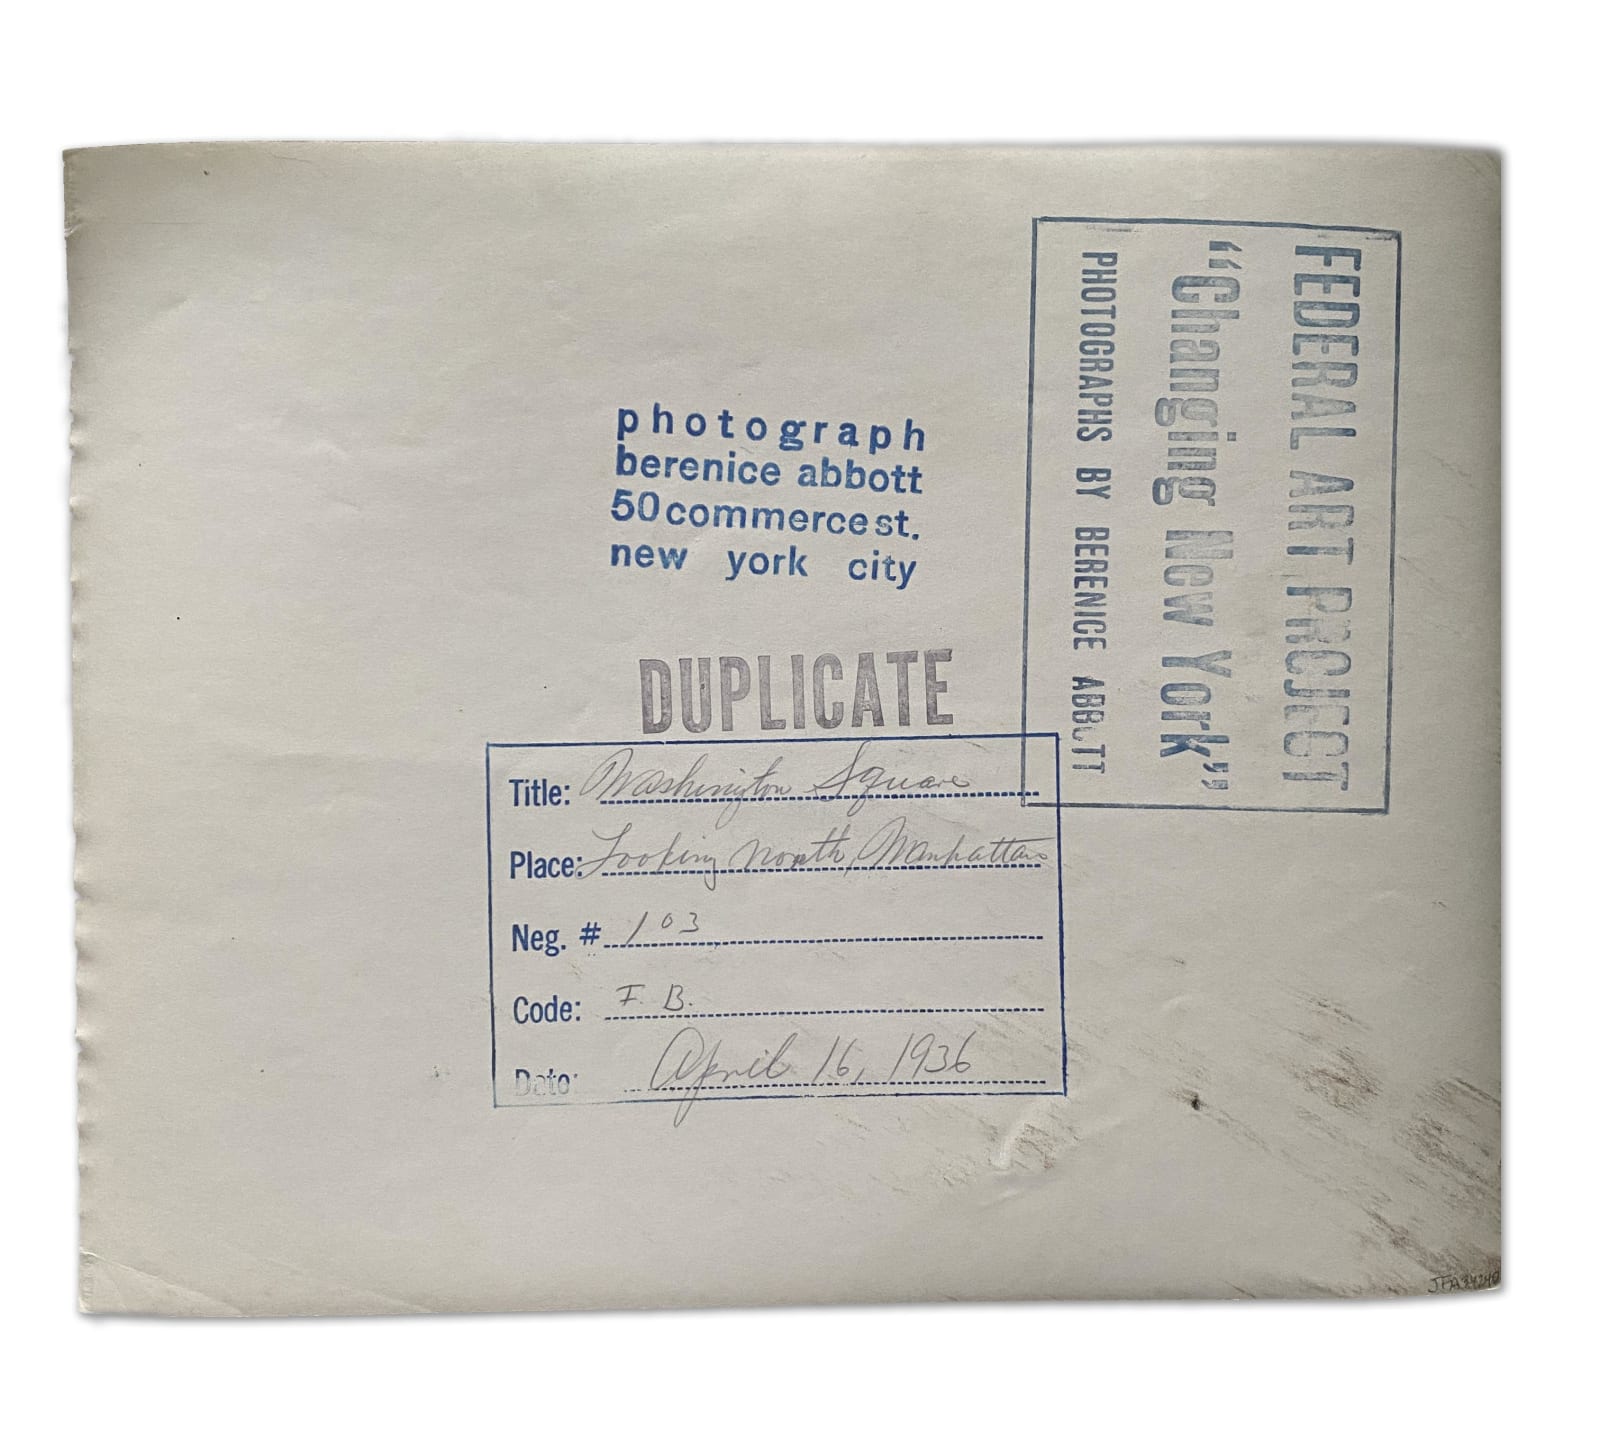 FEDERAL ART PROJECT
“Changing New York”
PHOTOGRAPHS BY BERENICE ABBOTT
photograph
berenice abbott
50 commerce st.
new york city
DUPLICATE
Title: Washington Square
Place: Looking North, Manhattan
Neg. # 103
Code: I. B.
Date: April 16, 1936